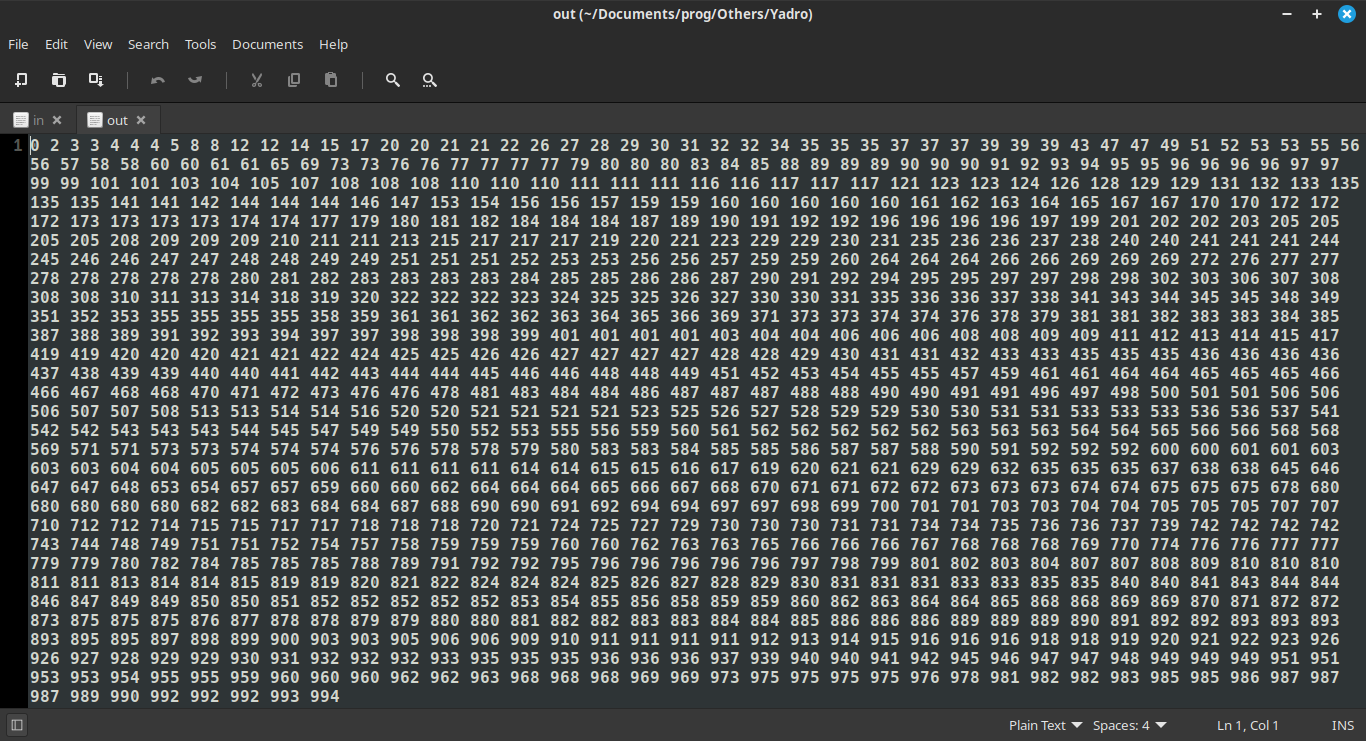 out (~/Documents/prog/Others/Yadro)
File Edit View Search Tools Documents Help
in out
1 0 2 3 3 4 4 4 5 8 8 12 12 14 15 17 20 20 21 21 22 26 27 28 29 30 31 32 32 34 35 35 35 37 37 37 39 39 39 43 47 47 49 51 52 53 53 55 56
56 57 58 58 60 60 61 61 65 69 73 73 76 76 77 77 77 77 79 80 80 80 83 84 85 88 89 89 89 90 90 90 91 92 93 94 95 95 96 96 96 96 97 97
99 99 101 101 103 104 105 107 108 108 108 110 110 110 111 111 111 116 116 117 117 117 121 123 123 124 126 128 129 129 131 132 133 135
135 135 141 141 142 144 144 144 146 147 153 154 156 156 157 159 159 160 160 160 160 160 161 162 163 164 165 167 167 170 170 172 172
172 173 173 173 173 174 174 177 179 180 181 182 184 184 184 187 189 190 191 192 192 196 196 196 196 197 199 201 202 202 203 205 205
205 205 208 209 209 209 210 211 211 213 215 217 217 217 219 220 221 223 229 229 230 231 235 236 236 237 238 240 240 241 241 241 244
245 246 246 247 247 248 248 249 249 251 251 251 252 253 253 256 256 257 259 259 260 264 264 264 266 266 269 269 269 272 276 277 277
278 278 278 278 278 280 281 282 283 283 283 283 284 285 285 286 286 287 290 291 292 294 295 295 297 297 298 298 302 303 306 307 308
308 308 310 311 313 314 318 319 320 322 322 322 323 324 325 325 326 327 330 330 331 335 336 336 337 338 341 343 344 345 345 348 349
351 352 353 355 355 355 355 358 359 361 361 362 362 363 364 365 366 369 371 373 373 374 374 376 378 379 381 381 382 383 383 384 385
387 388 389 391 392 393 394 397 397 398 398 398 399 401 401 401 401 403 404 404 406 406 406 408 408 409 409 411 412 413 414 415 417
419 419 420 420 420 421 421 422 424 425 425 426 426 427 427 427 427 428 428 429 430 431 431 432 433 433 435 435 435 436 436 436 436
437 438 439 439 440 440 441 442 443 444 444 445 446 446 448 448 449 451 452 453 454 455 455 457 459 461 461 464 464 465 465 465 466
466 467 468 468 470 471 472 473 476 476 478 481 483 484 484 486 487 487 487 488 488 490 490 491 491 496 497 498 500 501 501 506 506
506 507 507 508 513 513 514 514 516 520 520 521 521 521 521 523 525 526 527 528 529 529 530 530 531 531 533 533 533 536 536 537 541
542 542 543 543 543 544 545 547 549 549 550 552 553 555 556 559 560 561 562 562 562 562 562 563 563 563 564 564 565 566 566 568 568
569 571 571 573 573 574 574 574 576 576 578 578 579 580 583 583 584 585 585 586 587 587 588 590 591 592 592 592 600 600 601 601 603
603 603 604 604 605 605 605 606 611 611 611 611 614 614 615 615 616 617 619 620 621 621 629 629 632 635 635 635 637 638 638 645 646
647 647 648 653 654 657 657 659 660 660 662 664 664 664 665 666 667 668 670 671 671 672 672 673 673 673 674 674 675 675 675 678 680
680 680 680 680 682 682 683 684 684 687 688 690 690 691 692 694 694 697 697 698 699 700 701 701 703 703 704 704 705 705 705 707 707
710 712 712 714 715 715 717 717 718 718 718 720 721 724 725 727 729 730 730 730 731 731 734 734 735 736 736 737 739 742 742 742 742
743 744 748 749 751 751 752 754 757 758 759 759 759 760 760 762 763 763 765 766 766 766 767 768 768 768 769 770 774 776 776 777 777
779 779 780 782 784 785 785 785 788 789 791 792 792 795 796 796 796 796 796 797 798 799 801 802 803 804 807 807 808 809 810 810 810
811 811 813 814 814 815 819 819 820 821 822 824 824 824 825 826 827 828 829 830 831 831 831 833 833 835 835 840 840 841 843 844 844
846 847 849 849 850 850 851 852 852 852 852 852 853 854 855 856 858 859 859 860 862 863 864 864 865 868 868 869 869 870 871 872 872
873 875 875 875 876 877 878 878 879 879 880 880 881 882 882 883 883 884 884 885 886 886 886 889 889 889 890 891 892 892 893 893 893
893 895 895 897 898 899 900 903 903 905 906 906 909 910 911 911 911 911 912 913 914 915 916 916 916 918 918 919 920 921 922 923 926
926 927 928 929 929 930 931 932 932 932 933 935 935 935 936 936 936 937 939 940 940 941 942 945 946 947 947 948 949 949 949 951 951
953 953 954 955 955 959 960 960 960 962 962 963 968 968 968 969 969 973 975 975 975 975 976 978 981 982 982 983 985 985 986 987 987
987 989 990 992 992 992 993 994
Plain Text Spaces: 4 Ln 1, Col 1 INS